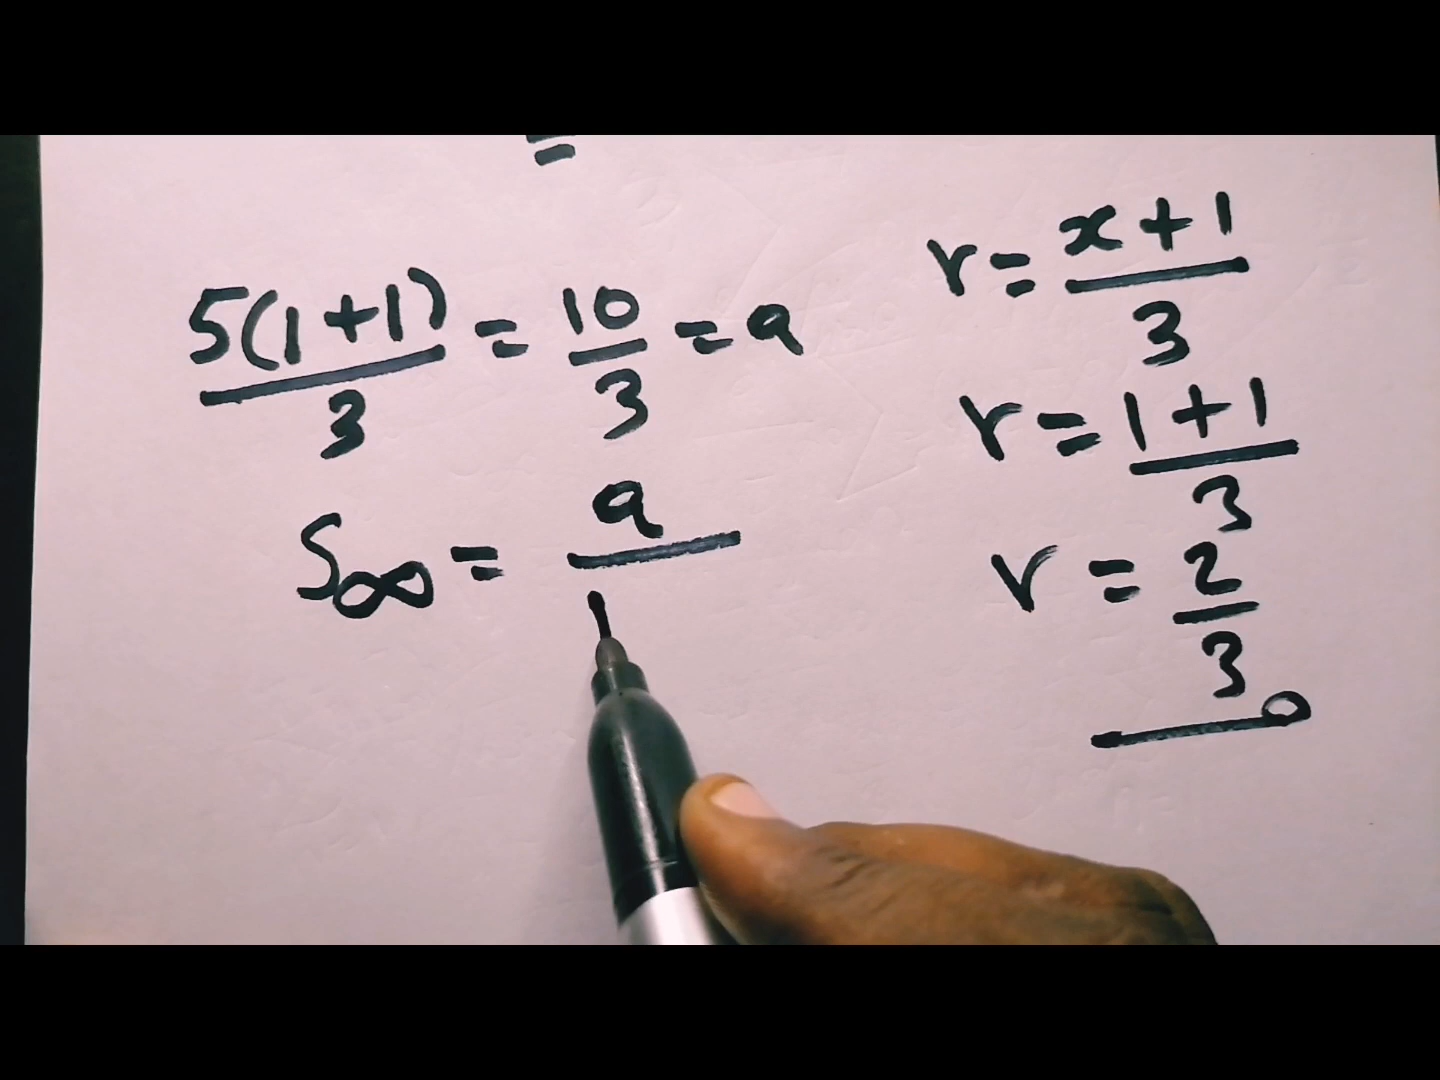 5(1+1)/3 = 10/3 = a
S∞ = a/1
r = x+1/3
r = 1+1/3
r = 2/3